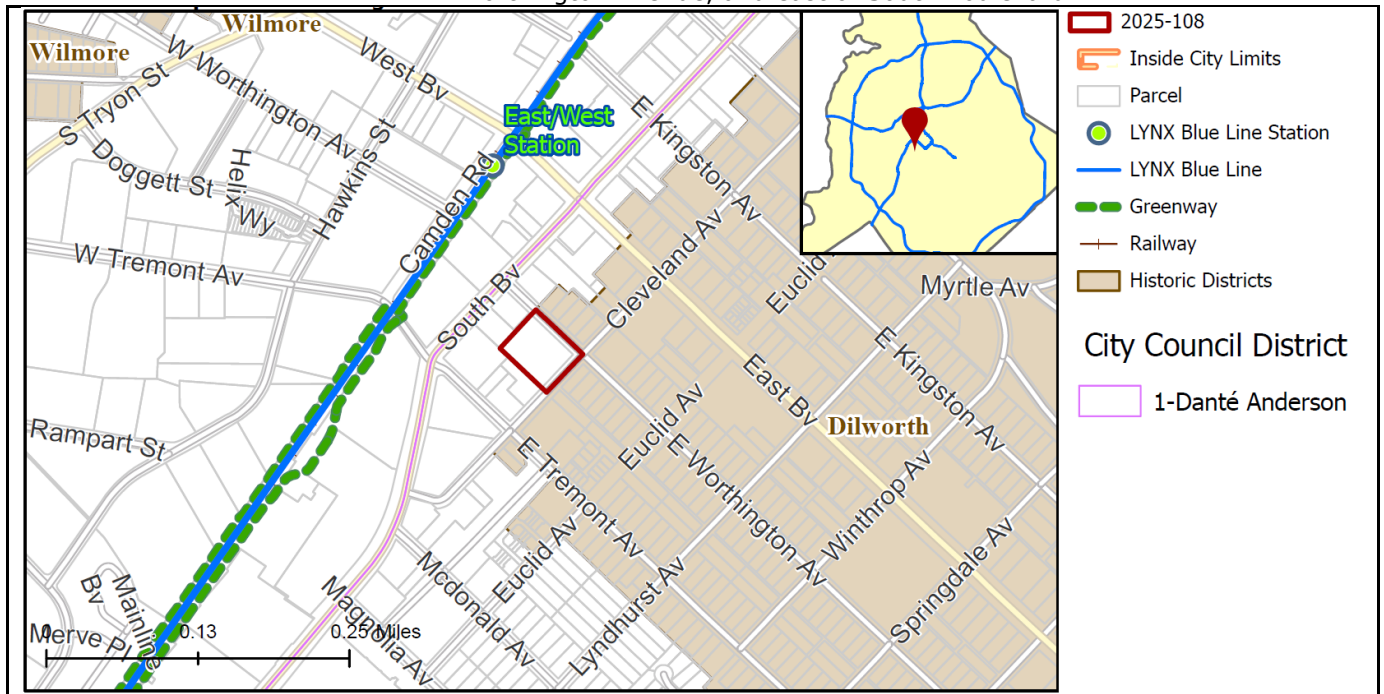 Wilmore
Wilmore
W Worthington Av
West Bv
S Tryon St
Doggett St
Helix Wy
Hawkins St
East/West
Station
E Kingston Av
Camden Rd
W Tremont Av
South Bv
Cleveland Av
Euclid
Myrtle Av
E Kingston Av
East Bv
Dilworth
Rampart St
Euclid Av
E Worthington Av
E Tremont Av
Winthrop Av
Springdale Av
Euclid Av
Lyndhurst Av
Mcdonald Av
Magnolia Av
Mainline
Bv
Merve Pl
0 0.13 0.25 Miles
2025-108
Inside City Limits
Parcel
LYNX Blue Line Station
LYNX Blue Line
Greenway
Railway
Historic Districts
City Council District
1-Danté Anderson